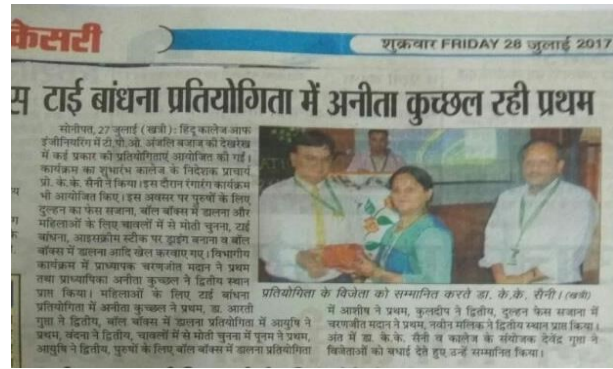 केसरी
शुक्रवार FRIDAY 28 जुलाई 2017
स टाई बांधना प्रतियोगिता में अनीता कुच्छल रही प्रथम
सोनीपत, 27 जुलाई (खत्री) : हिंदू कालेज आफ
इंजीनियरिंग में टी.पी.ओ. अंजलि बजाज की देखरेख
में कई प्रकार की प्रतियोगिताएं आयोजित की गईं।
कार्यक्रम का शुभारंभ कालेज के निदेशक प्राचार्य
प्रो. के.के. सैनी ने किया। इस दौरान रंगारंग कार्यक्रम
भी आयोजित किए। इस अवसर पर पुरुषों के लिए
दुल्हन का फेस सजाना, बॉल बॉक्स में डालना और
महिलाओं के लिए चावलों में से मोती चुनना, टाई
बांधना, आइसक्रीम स्टीक पर ड्राइंग बनाना व बॉल
बॉक्स में डालना आदि खेल करवाए गए। विभागीय
कार्यक्रम में प्राध्यापक चरणजीत मदान ने प्रथम
तथा प्राध्यापिका अनीता कुच्छल ने द्वितीय स्थान
प्राप्त किया। महिलाओं के लिए टाई बांधना
प्रतियोगिता में अनीता कुच्छल ने प्रथम, डा. आरती
गुप्ता ने द्वितीय, बॉल बॉक्स में डालना प्रतियोगिता में आयुषि ने
प्रथम, वंदना ने द्वितीय, चावलों में से मोती चुनना में पूनम ने प्रथम,
आयुषि ने द्वितीय, पुरुषों के लिए बॉल बॉक्स में डालना प्रतियोगिता
प्रतियोगिता के विजेता को सम्मानित करते डा. के.के. सैनी। (खत्री)
में आशीष ने प्रथम, कुलदीप ने द्वितीय, दुल्हन फेस सजाना में
चरणजीत मदान ने प्रथम, नवीन मलिक ने द्वितीय स्थान प्राप्त किया।
अंत में डा. के.के. सैनी व कालेज के संयोजक देवेंद्र गुप्ता ने
विजेताओं को बधाई देते हुए उन्हें सम्मानित किया।